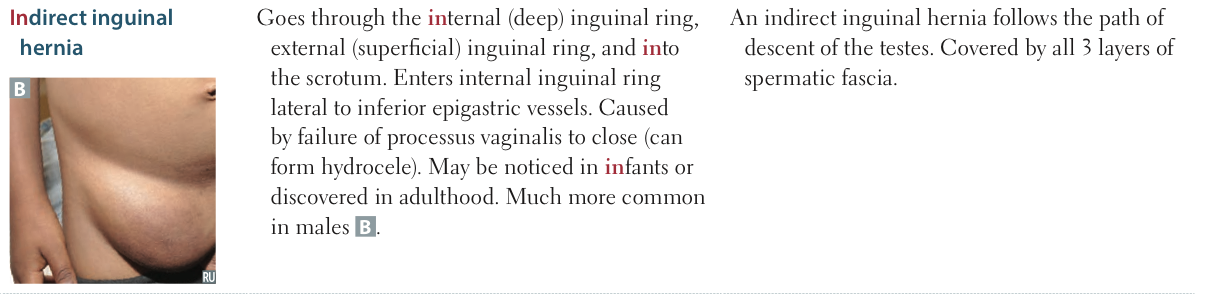 Indirect inguinal
hernia
B
RU
Goes through the internal (deep) inguinal ring,
external (superficial) inguinal ring, and into
the scrotum. Enters internal inguinal ring
lateral to inferior epigastric vessels. Caused
by failure of processus vaginalis to close (can
form hydrocele). May be noticed in infants or
discovered in adulthood. Much more common
in males B.
An indirect inguinal hernia follows the path of
descent of the testes. Covered by all 3 layers of
spermatic fascia.